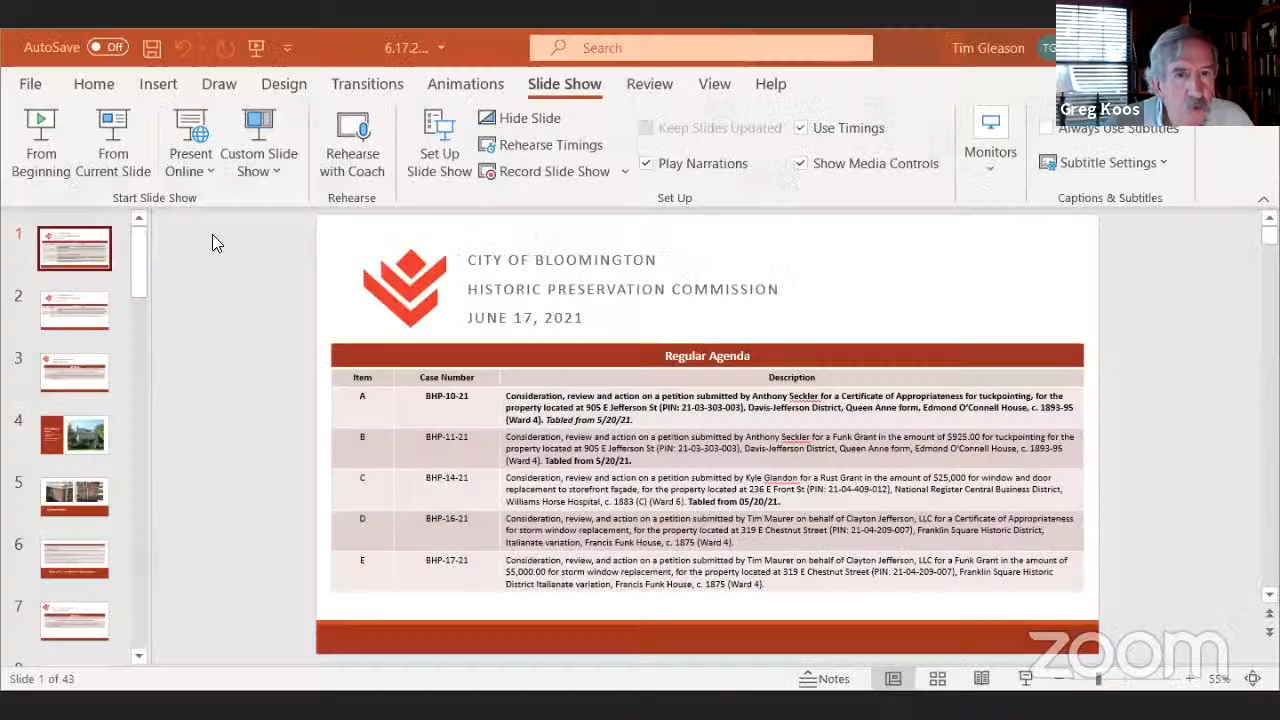 AutoSave Off 6.17.2... Search Tim Gleason TG
Greg Koos
File Home Insert Draw Design Animations Slide Show Review View Help
Hide Slide Keep Slides Updated Use Timings Always Use Subtitles
From From Present Custom Slide Rehearse Set Up Rehearse Timings Monitors
Beginning Current Slide Online Show with Coach Slide Show Record Slide Show Play Narrations Show Media Controls Subtitle Settings
Start Slide Show Rehearse Set Up Captions & Subtitles
1
2
3
4
5
6
7
CITY OF BLOOMINGTON
HISTORIC PRESERVATION COMMISSION
JUNE 17, 2021
Regular Agenda
Item Case Number Description
A BHP-10-21 Consideration, review and action on a petition submitted by Anthony Seckler for a Certificate of Appropriateness for tuckpointing, for the
property located at 905 E Jefferson St (PIN: 21-03-303-003), Davis-Jefferson District, Queen Anne form, Edmond O'Connell House, c. 1893-95
(Ward 4). Tabled from 5/20/21.
B BHP-11-21 Consideration, review and action on a petition submitted by Anthony Seckler for a Funk Grant in the amount of $925.00 for tuckpointing for the
property located at 905 E Jefferson St (PIN: 21-03-303-003), Davis-Jefferson District, Queen Anne form, Edmond O'Connell House, c. 1893-95
(Ward 4). Tabled from 5/20/21.
C BHP-14-21 Consideration, review and action on a petition submitted by Kyle Glandon for a Rust Grant in the amount of $25,000 for window and door
replacement to storefront façade, for the property located at 236 E Front St (PIN: 21-04-409-012), National Register Central Business District,
Williams Horse Hospital, c. 1883 (C) (Ward 6). Tabled from 05/20/21.
D BHP-16-21 Consideration, review, and action on a petition submitted by Tim Maurer on behalf of Clayton Jefferson, LLC for a Certificate of Appropriateness
for storm window replacement, for the property located at 319 E Chestnut Street (PIN: 21-04-209-007), Franklin Square Historic District,
Italianate variation, Francis Funk House, c. 1875 (Ward 4).
E BHP-17-21 Consideration, review, and action on a petition submitted by Tim Maurer on behalf of Clayton Jefferson, LLC for a Funk Grant in the amount of
$5,000.00 for storm window replacement, for the property located at 319 E Chestnut Street (PIN: 21-04-209-007), Franklin Square Historic
District Italianate variation, Francis Funk House, c. 1875 (Ward 4).
zoom
Slide 1 of 43 Notes 55%